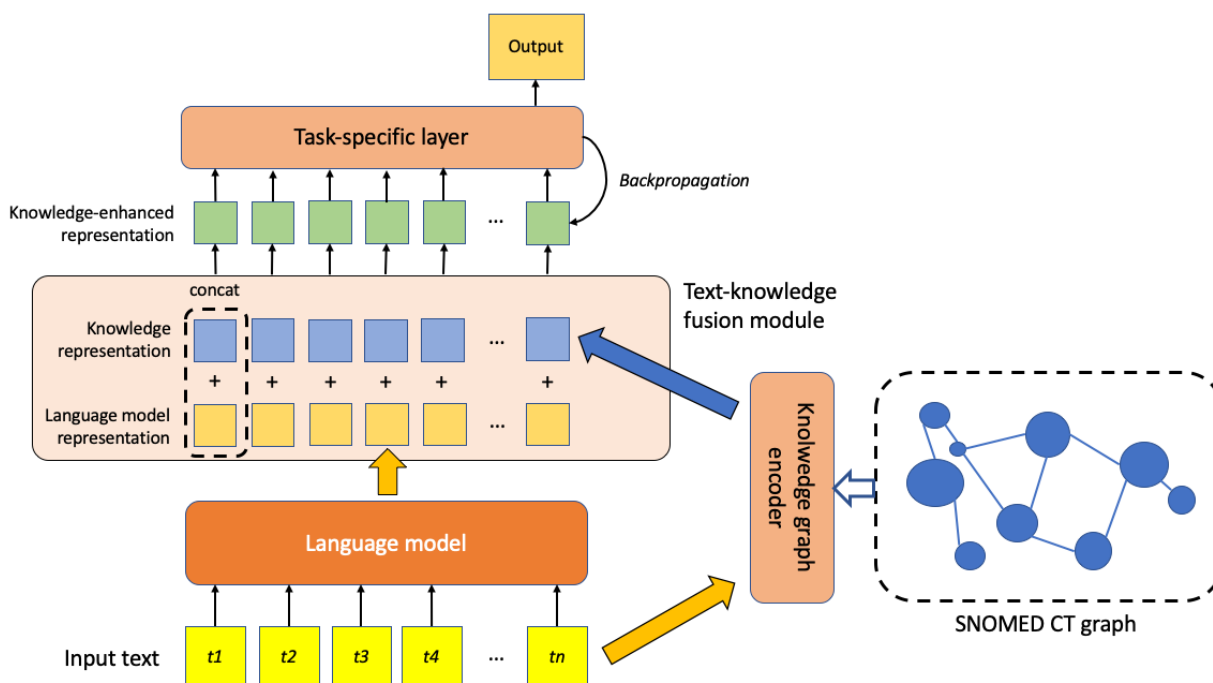 Output
Task-specific layer
Backpropagation
Knowledge-enhanced
representation
...
concat
Text-knowledge
fusion module
Knowledge
representation
...
+ + + + + +
Language model
representation
...
Knolwedge graph
encoder
Language model
SNOMED CT graph
Input text
t1 t2 t3 t4 ... tn